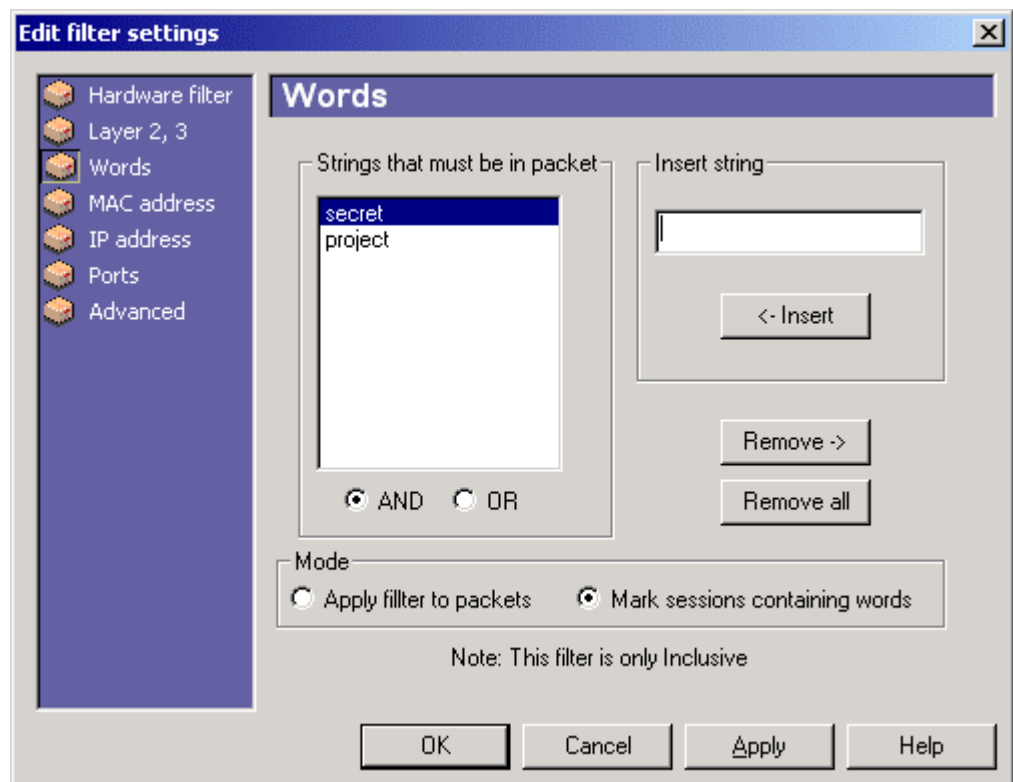 Edit filter settings
Hardware filter
Layer 2, 3
Words
MAC address
IP address
Ports
Advanced
Words
Strings that must be in packet
secret
project
AND OR
Insert string
<- Insert
Remove ->
Remove all
Mode
Apply fillter to packets Mark sessions containing words
Note: This filter is only Inclusive
OK Cancel Apply Help